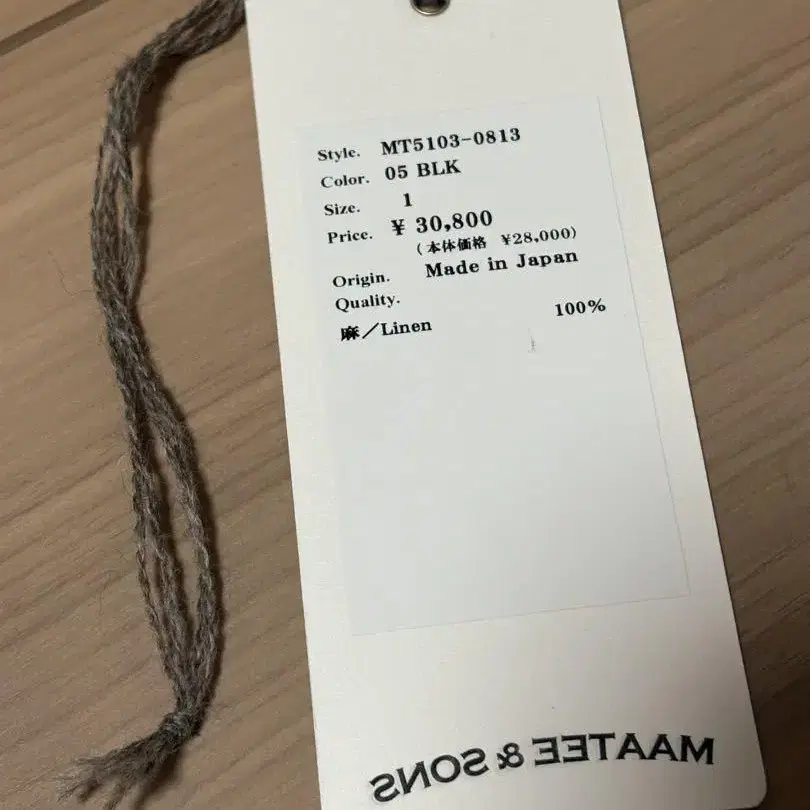 Style. MT5103-0813
Color. 05 BLK
Size. 1
Price. ¥ 30,800
(本体価格 ¥28,000)
Origin. Made in Japan
Quality.
麻/Linen 100%
MAATEE & SONS